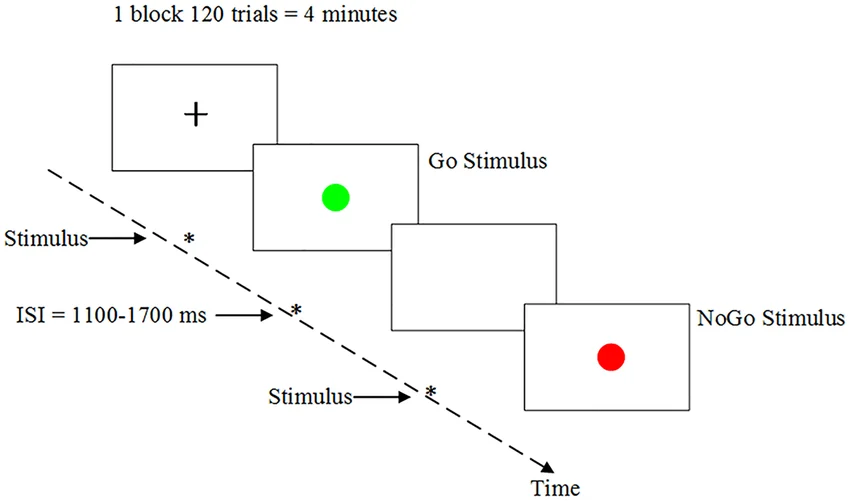 1 block 120 trials = 4 minutes
Go Stimulus
Stimulus
*
ISI = 1100-1700 ms
*
NoGo Stimulus
Stimulus
*
Time